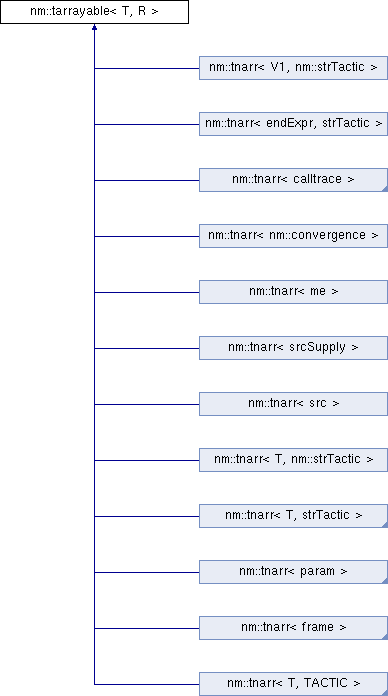 nm::tarrayable< T, R >
nm::tnarr< V1, nm::strTactic >
nm::tnarr< endExpr, strTactic >
nm::tnarr< calltrace >
nm::tnarr< nm::convergence >
nm::tnarr< me >
nm::tnarr< srcSupply >
nm::tnarr< src >
nm::tnarr< T, nm::strTactic >
nm::tnarr< T, strTactic >
nm::tnarr< param >
nm::tnarr< frame >
nm::tnarr< T, TACTIC >